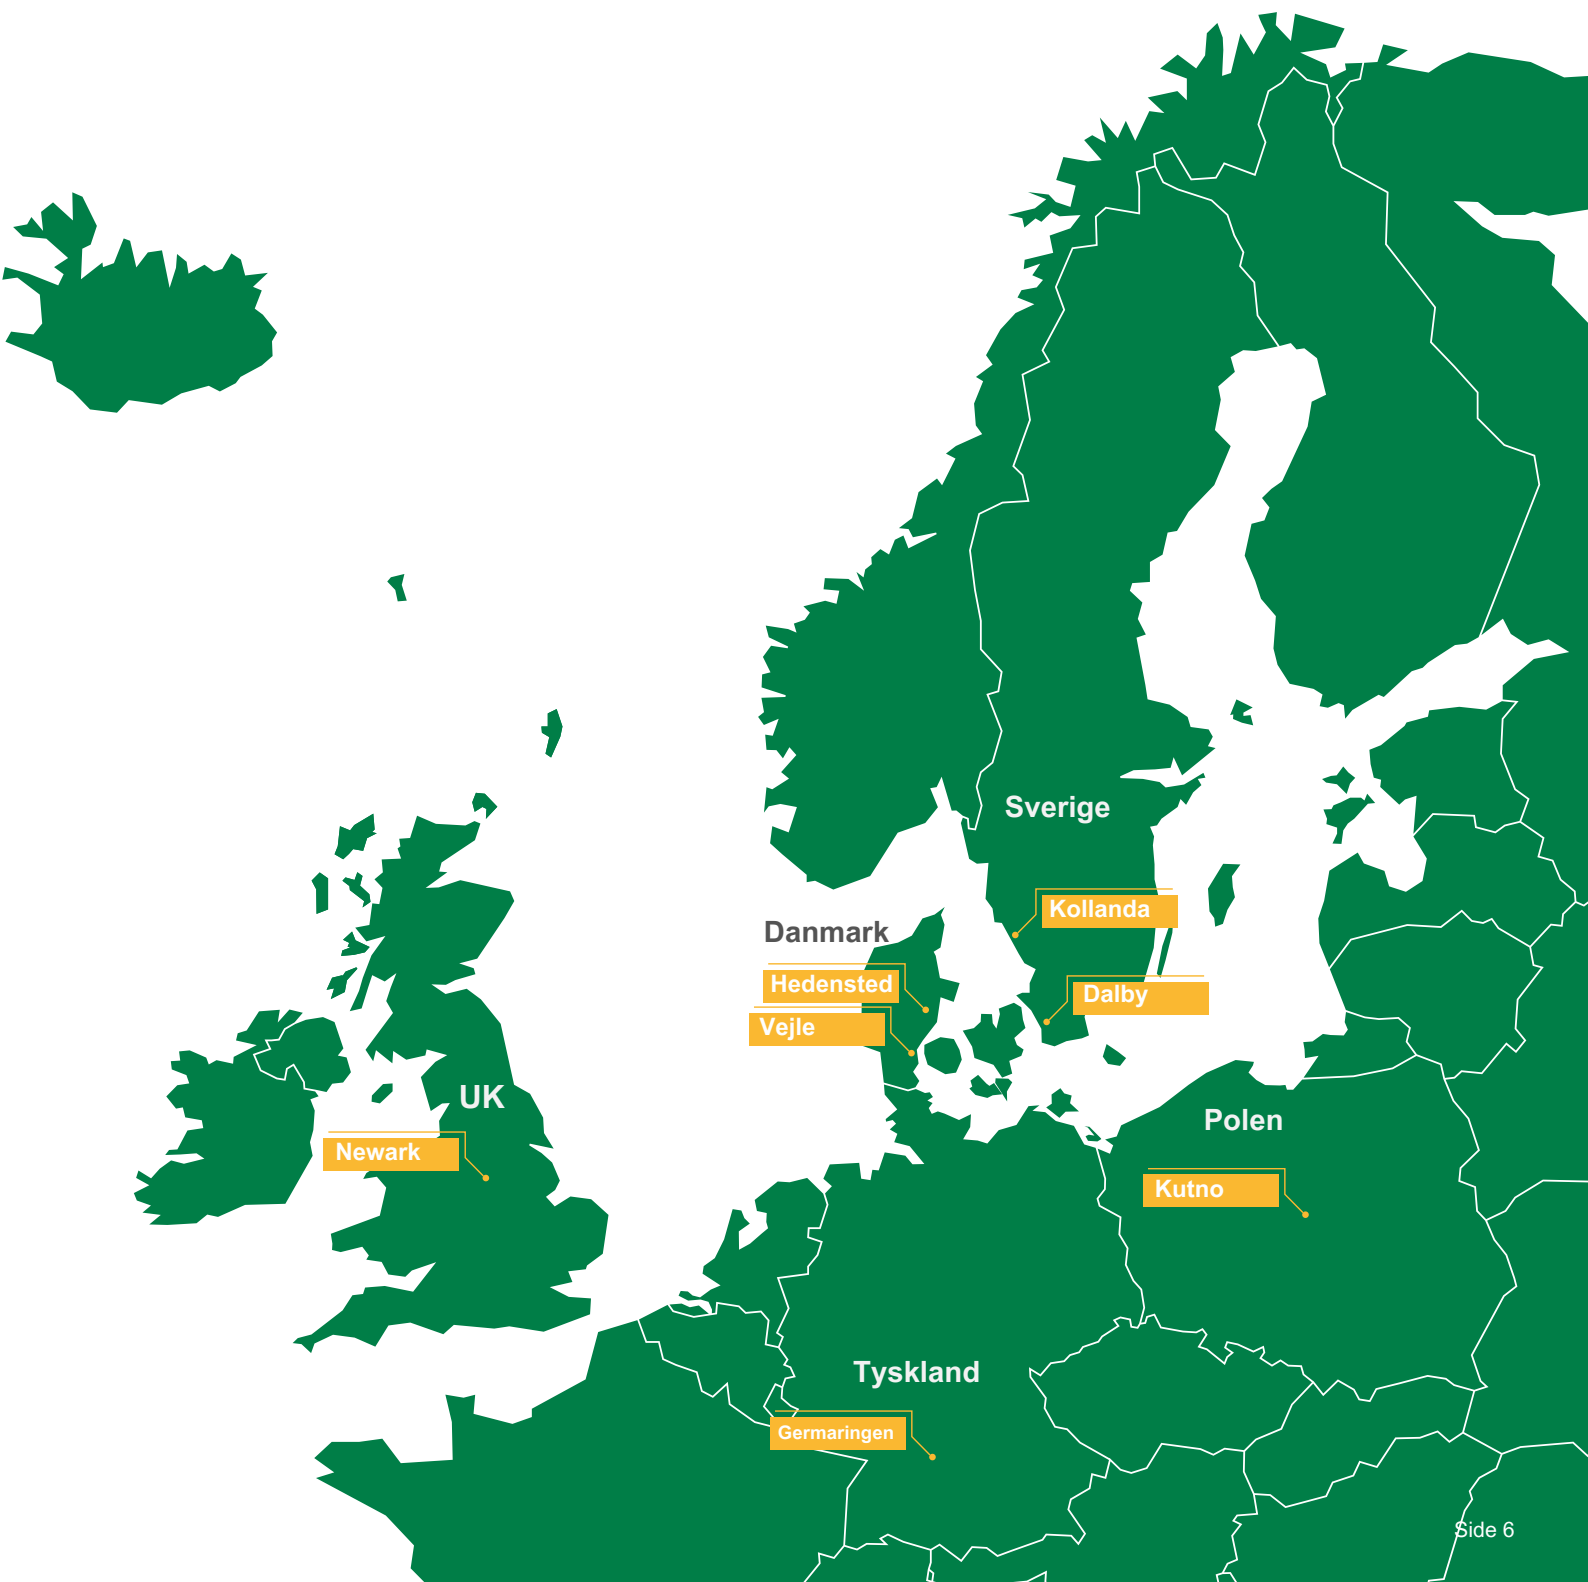 Sverige
Kollanda
Danmark
Hedensted
Dalby
Vejle
UK
Polen
Newark
Kutno
Tyskland
Germaringen
Side 6